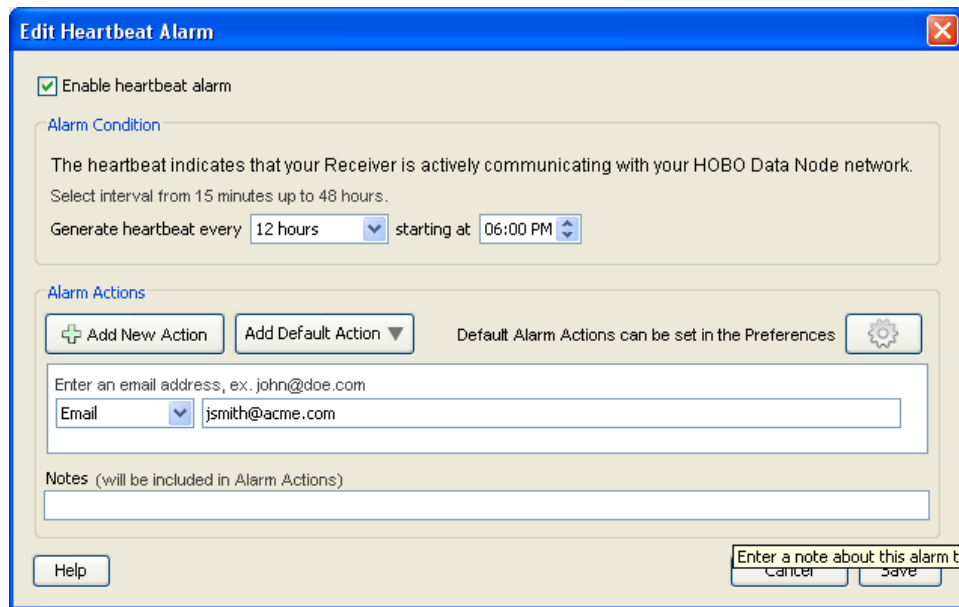 Edit Heartbeat Alarm
Enable heartbeat alarm
Alarm Condition
The heartbeat indicates that your Receiver is actively communicating with your HOBO Data Node network.
Select interval from 15 minutes up to 48 hours.
Generate heartbeat every 12 hours starting at 06:00 PM
Alarm Actions
Add New Action Add Default Action Default Alarm Actions can be set in the Preferences
Enter an email address, ex. john@doe.com
Email jsmith@acme.com
Notes (will be included in Alarm Actions)
Enter a note about this alarm t
Help Cancel Save